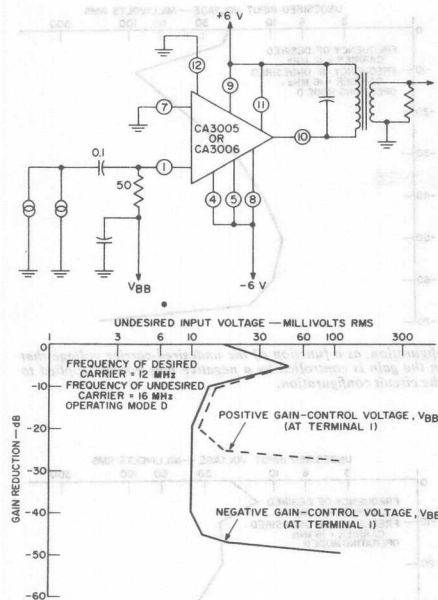 +6 V
12
9
11
7
CA3005
OR
CA3006
10
0.1
1
50
4
5
8
VBB
-6 V
UNDESIRED INPUT VOLTAGE — MILLIVOLTS RMS
1 3 10 30 100 300
0
-10
-20
-30
-40
-50
-60
GAIN REDUCTION — dB
FREQUENCY OF DESIRED
CARRIER = 12 MHz
FREQUENCY OF UNDESIRED
CARRIER = 16 MHz
OPERATING MODE D
POSITIVE GAIN-CONTROL VOLTAGE, VBB
(AT TERMINAL 1)
NEGATIVE GAIN-CONTROL VOLTAGE, VBB
(AT TERMINAL 1)